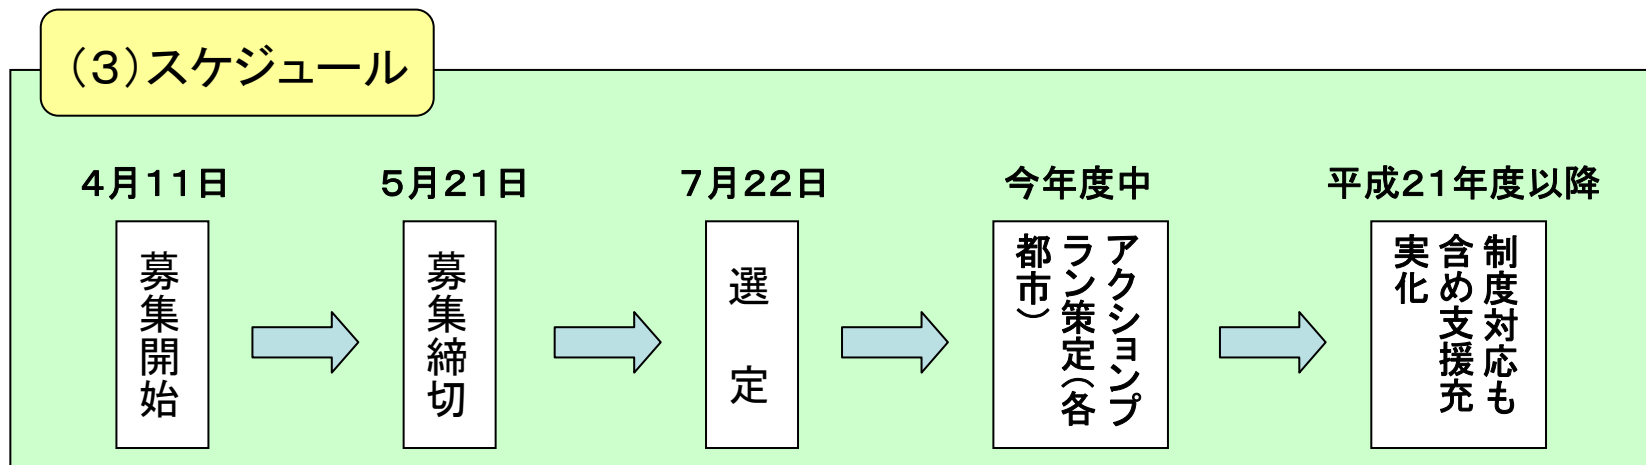 （３）スケジュール
４月１１日
５月２１日
７月２２日
今年度中
平成２１年度以降
募集開始
募集締切
選　定
アクションプ
ラン策定（各
都市）
制度対応も
含め支援充
実化